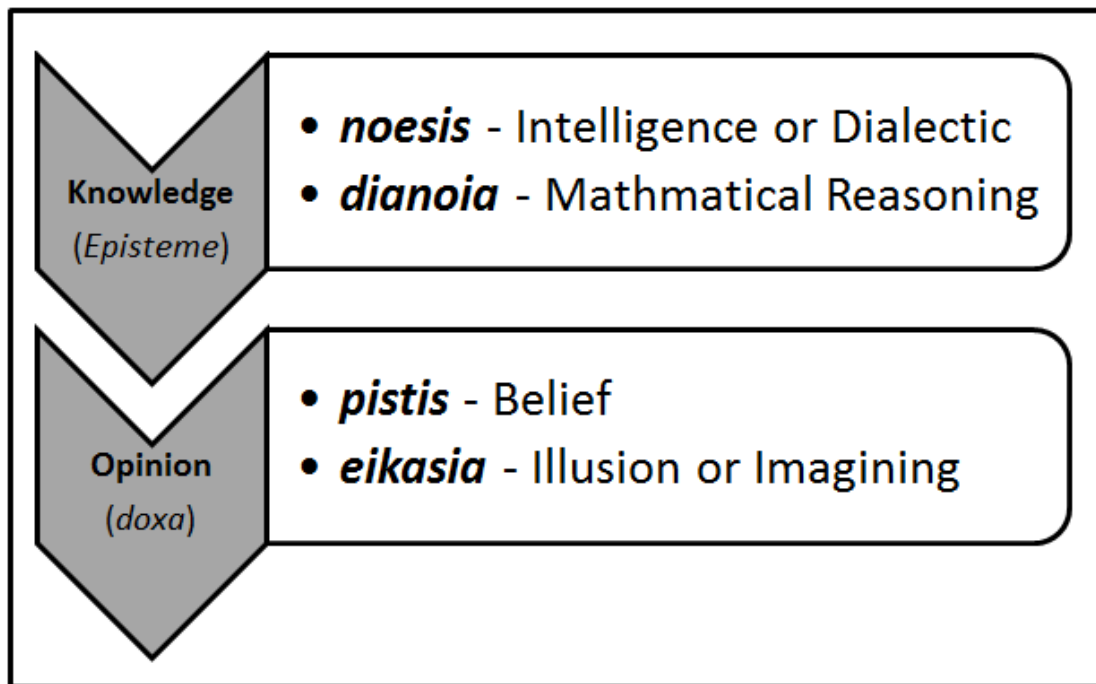 Knowledge
(Episteme)
• noesis - Intelligence or Dialectic
• dianoia - Mathmatical Reasoning
Opinion
(doxa)
• pistis - Belief
• eikasia - Illusion or Imagining